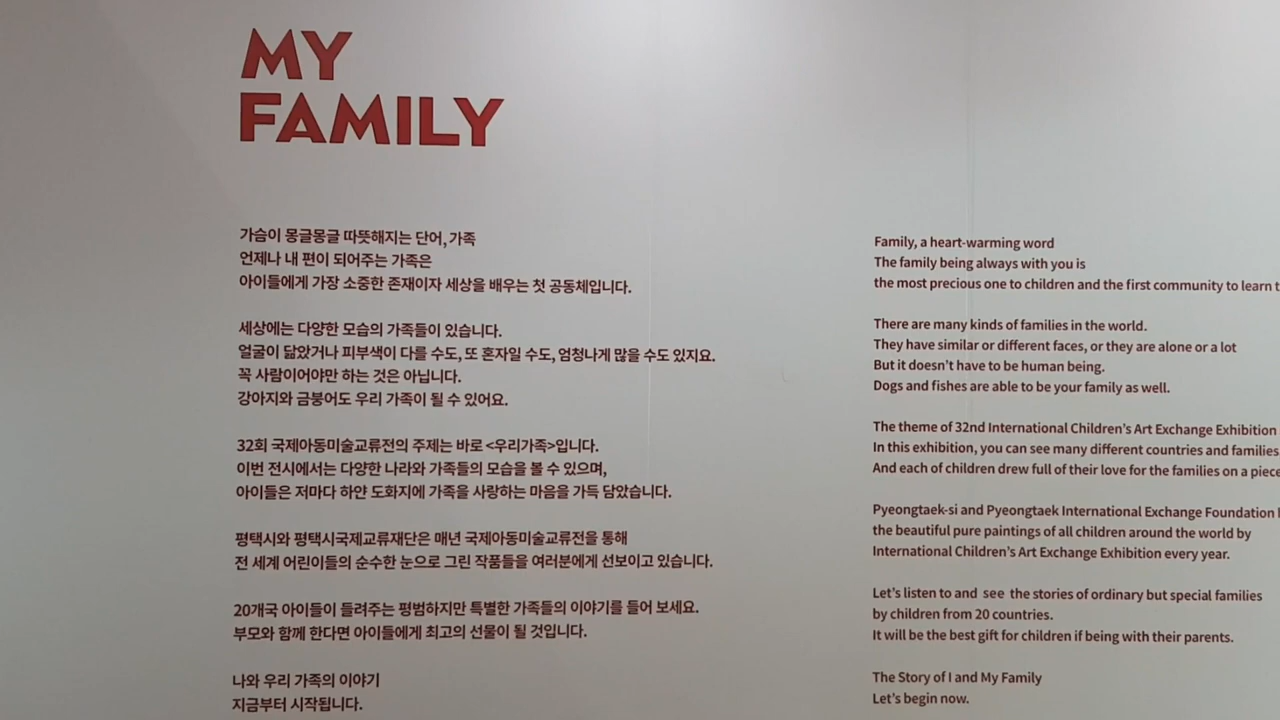 MY
FAMILY
가슴이 몽글몽글 따뜻해지는 단어, 가족
언제나 내 편이 되어주는 가족은
아이들에게 가장 소중한 존재이자 세상을 배우는 첫 공동체입니다.
세상에는 다양한 모습의 가족들이 있습니다.
얼굴이 닮았거나 피부색이 다를 수도, 또 혼자일 수도, 엄청나게 많을 수도 있지요.
꼭 사람이어야만 하는 것은 아닙니다.
강아지와 금붕어도 우리 가족이 될 수 있어요.
32회 국제아동미술교류전의 주제는 바로 <우리가족>입니다.
이번 전시에서는 다양한 나라와 가족들의 모습을 볼 수 있으며,
아이들은 저마다 하얀 도화지에 가족을 사랑하는 마음을 가득 담았습니다.
평택시와 평택시국제교류재단은 매년 국제아동미술교류전을 통해
전 세계 어린이들의 순수한 눈으로 그린 작품들을 여러분에게 선보이고 있습니다.
20개국 아이들이 들려주는 평범하지만 특별한 가족들의 이야기를 들어 보세요.
부모와 함께 한다면 아이들에게 최고의 선물이 될 것입니다.
나와 우리 가족의 이야기
지금부터 시작됩니다.
Family, a heart-warming word
The family being always with you is
the most precious one to children and the first community to learn
There are many kinds of families in the world.
They have similar or different faces, or they are alone or a lot
But it doesn't have to be human being.
Dogs and fishes are able to be your family as well.
The theme of 32nd International Children's Art Exchange Exhibition
In this exhibition, you can see many different countries and families
And each of children drew full of their love for the families on a piece
Pyeongtaek-si and Pyeongtaek International Exchange Foundation
the beautiful pure paintings of all children around the world by
International Children's Art Exchange Exhibition every year.
Let's listen to and see the stories of ordinary but special families
by children from 20 countries.
It will be the best gift for children if being with their parents.
The Story of I and My Family
Let's begin now.